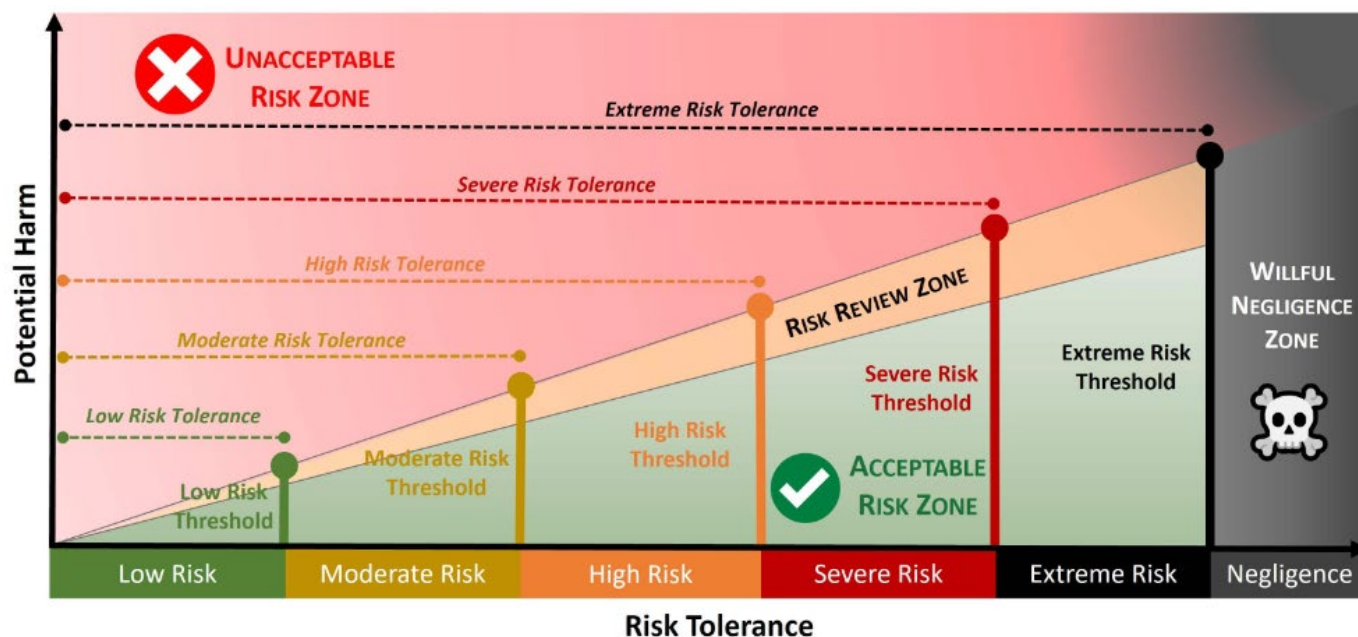 UNACCEPTABLE
RISK ZONE
Extreme Risk Tolerance
Severe Risk Tolerance
High Risk Tolerance
Moderate Risk Tolerance
Low Risk Tolerance
Potential Harm
RISK REVIEW ZONE
WILLFUL
NEGLIGENCE
ZONE
Low Risk
Threshold
Moderate Risk
Threshold
High Risk
Threshold
Severe Risk
Threshold
Extreme Risk
Threshold
ACCEPTABLE
RISK ZONE
Low Risk
Moderate Risk
High Risk
Severe Risk
Extreme Risk
Negligence
Risk Tolerance